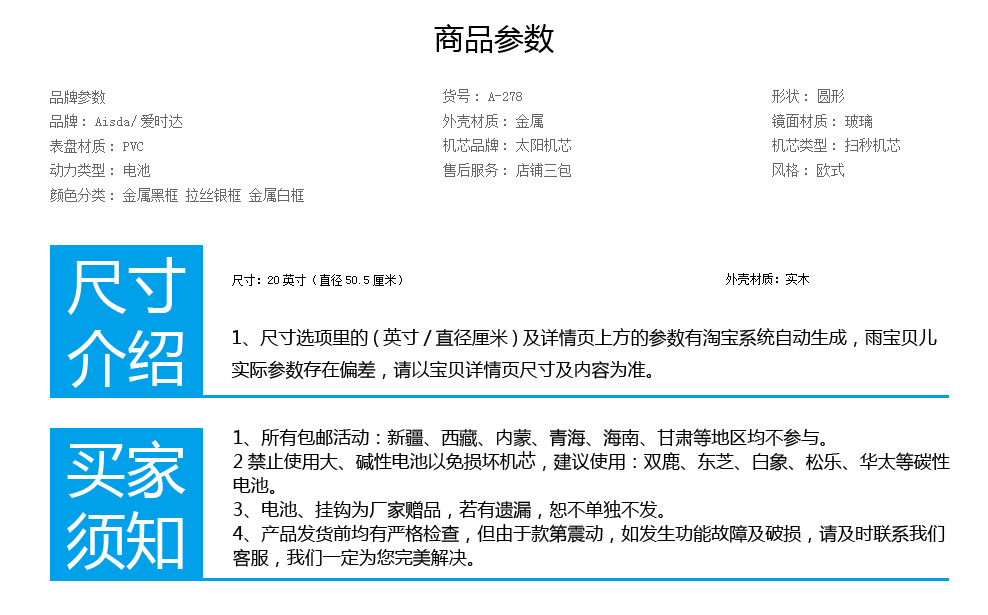 商品参数
品牌参数
货号： A-278
形状： 圆形
品牌： Aisda/爱时达
外壳材质： 金属
镜面材质： 玻璃
表盘材质： PVC
机芯品牌： 太阳机芯
机芯类型： 扫秒机芯
动力类型： 电池
售后服务： 店铺三包
风格： 欧式
颜色分类： 金属黑框 拉丝银框 金属白框
尺寸
介绍
尺寸：20英寸（直径50.5厘米）
外壳材质：实木
1、尺寸选项里的(英寸/直径厘米)及详情页上方的参数有淘宝系统自动生成，雨宝贝儿
实际参数存在偏差，请以宝贝详情页尺寸及内容为准。
买家
须知
1、所有包邮活动：新疆、西藏、内蒙、青海、海南、甘肃等地区均不参与。
2禁止使用大、碱性电池以免损坏机芯，建议使用：双鹿、东芝、白象、松乐、华太等碳性
电池。
3、电池、挂钩为厂家赠品，若有遗漏，恕不单独不发。
4、产品发货前均有严格检查，但由于款第震动，如发生功能故障及破损，请及时联系我们
客服，我们一定为您完美解决。